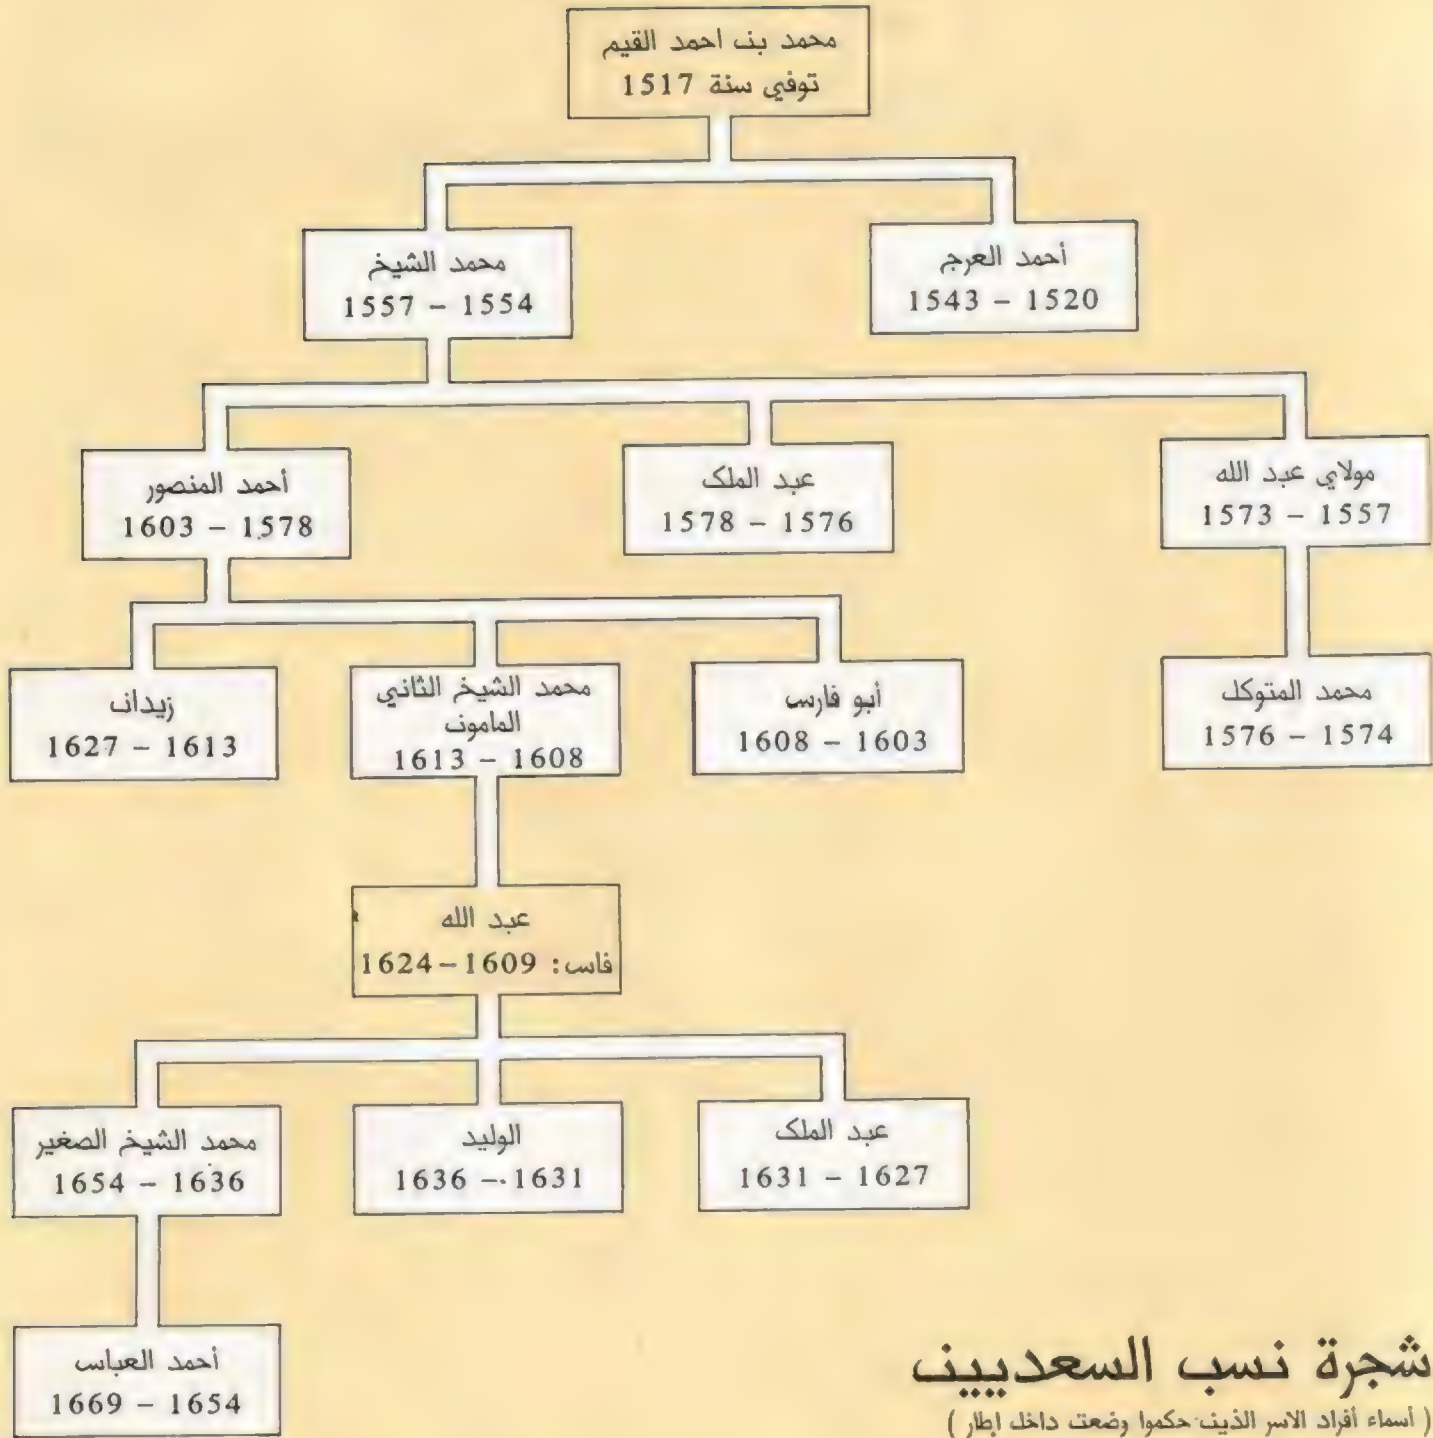 محمد بن احمد القيم
توفي سنة 1517
أحمد العرج
1520 – 1543
محمد الشيخ
1554 – 1557
مولاي عبد الله
1557 – 1573
عبد الملك
1576 – 1578
أحمد المنصور
1578 – 1603
محمد المتوكل
1574 – 1576
أبو فارس
1603 – 1608
محمد الشيخ الثاني
المامون
1608 – 1613
زيدان
1613 – 1627
عبد الله
فاس: 1609–1624
عبد الملك
1627 – 1631
الوليد
1631 – 1636
محمد الشيخ الصغير
1636 – 1654
أحمد العباس
1654 – 1669
شجرة نسب السعديين
( أسماء أفراد الاسر الذين حكموا وضعت داخل إطار )